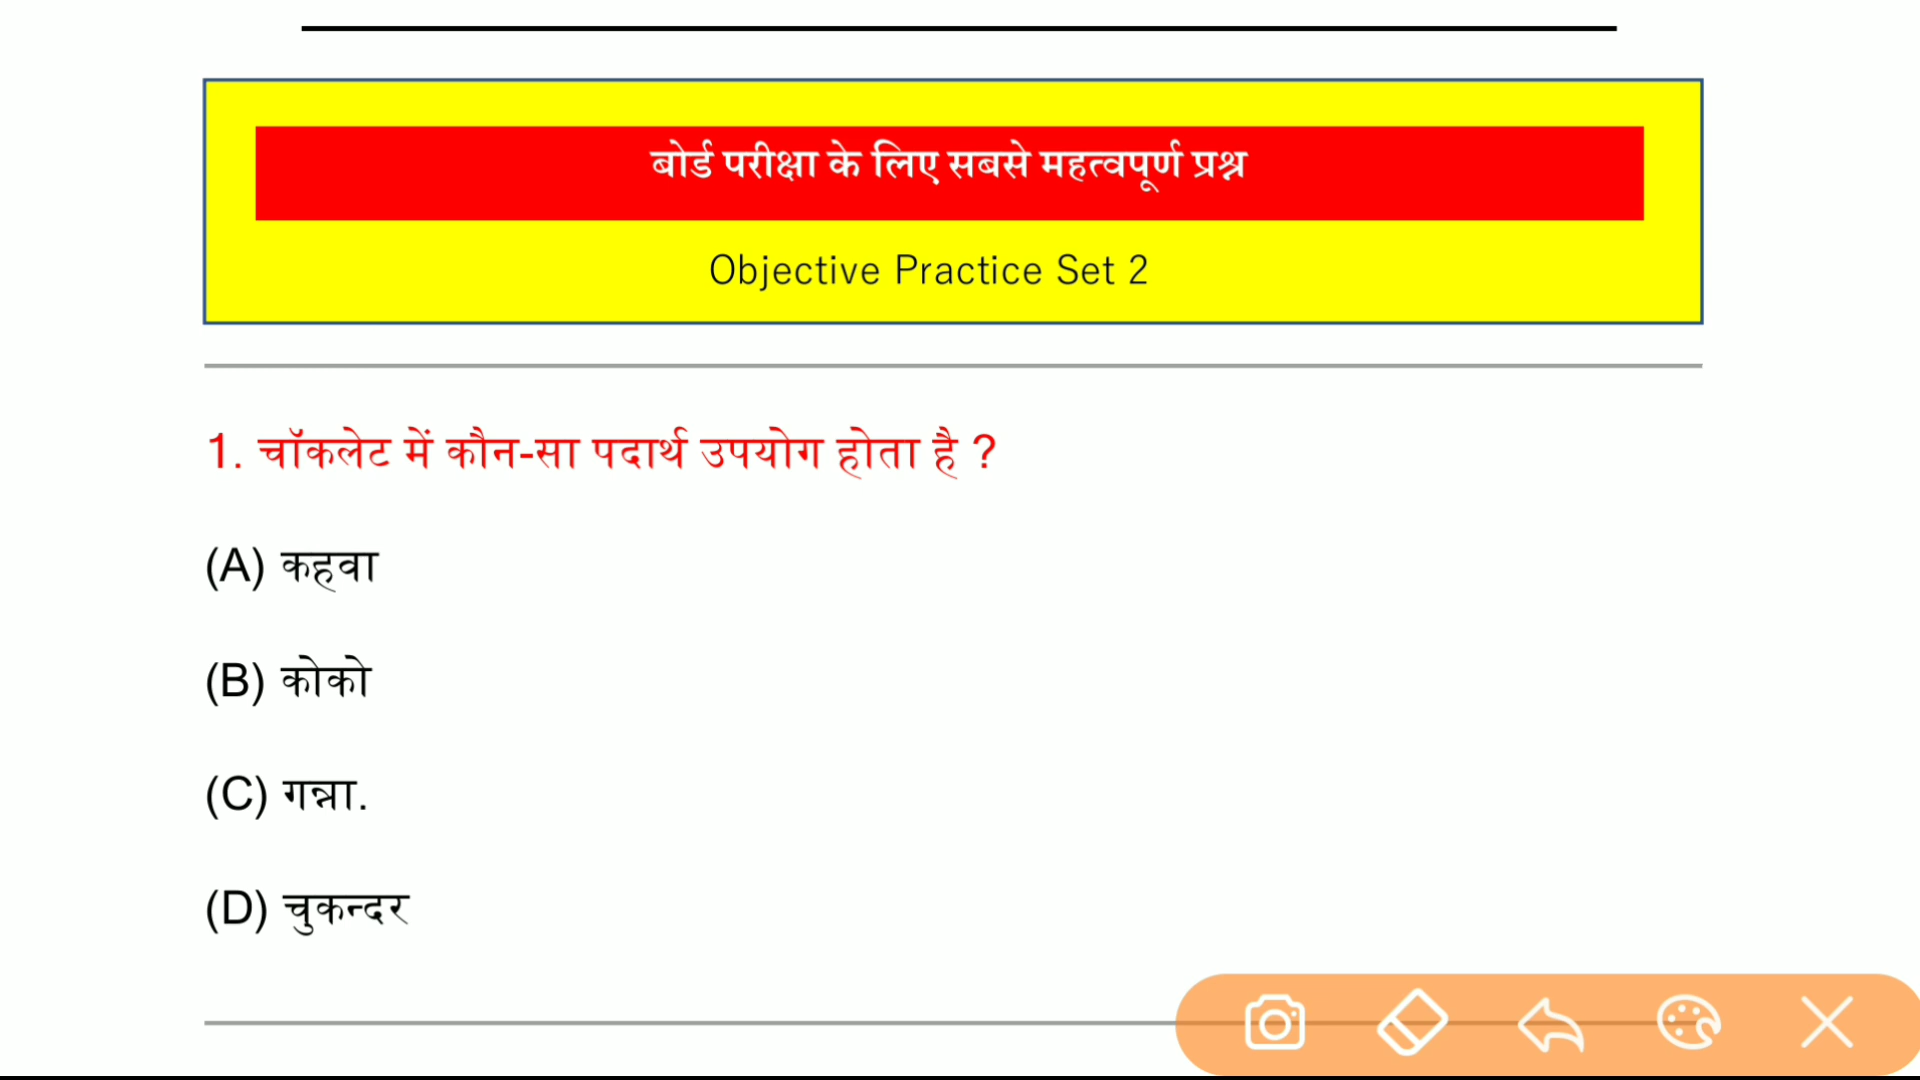 बोर्ड परीक्षा के लिए सबसे महत्वपूर्ण प्रश्न
Objective Practice Set 2
1. चॉकलेट में कौन-सा पदार्थ उपयोग होता है ?
(A) कहवा
(B) कोको
(C) गन्ना.
(D) चुकन्दर